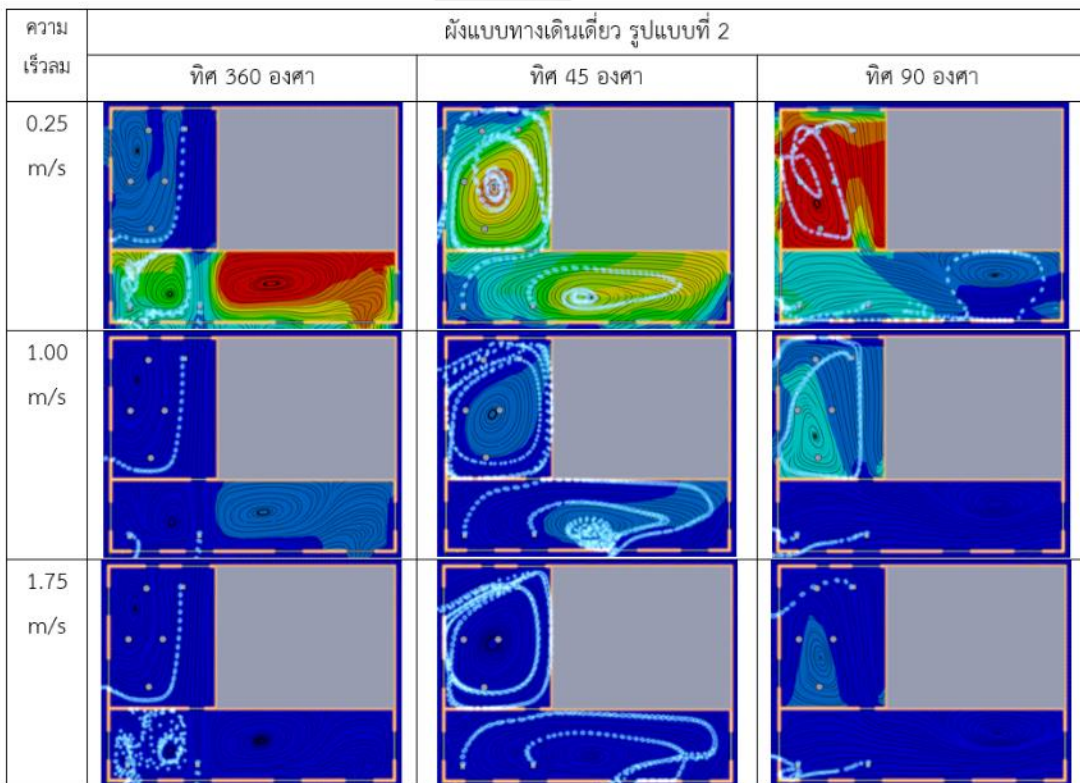 ความเร็วลม
ผังแบบทางเดินเดี่ยว รูปแบบที่ 2
ทิศ 360 องศา
ทิศ 45 องศา
ทิศ 90 องศา
0.25
m/s
1.00
m/s
1.75
m/s